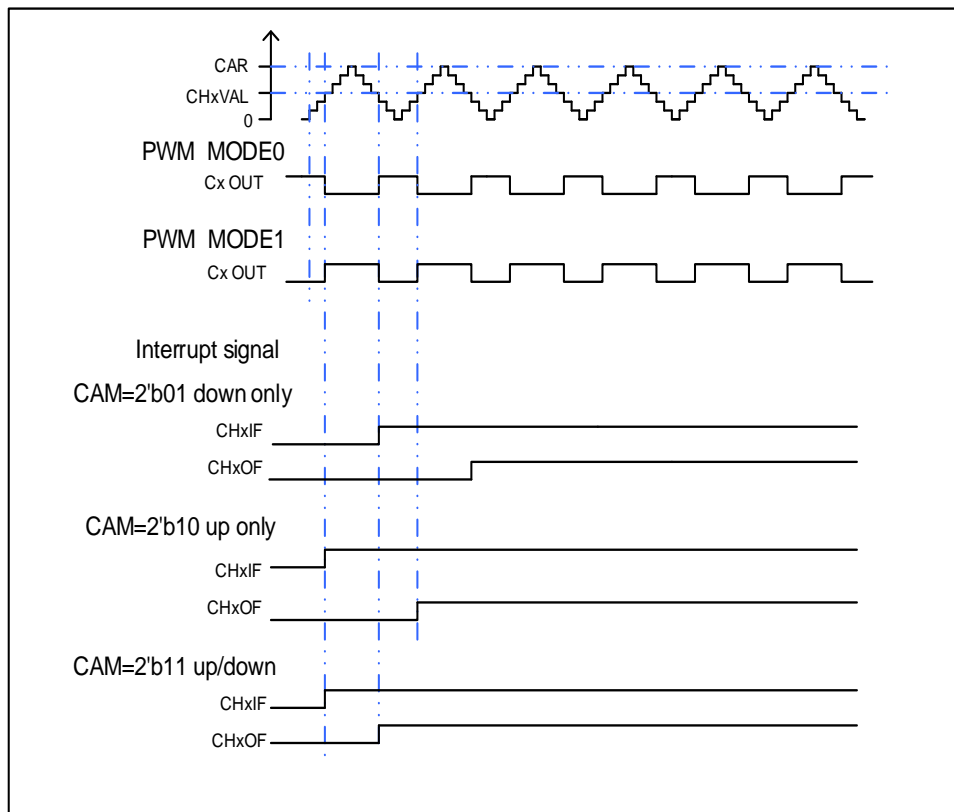 CAR
CHxVAL
0
PWM MODE0
Cx OUT
PWM MODE1
Cx OUT
Interrupt signal
CAM=2'b01 down only
CHxIF
CHxOF
CAM=2'b10 up only
CHxIF
CHxOF
CAM=2'b11 up/down
CHxIF
CHxOF